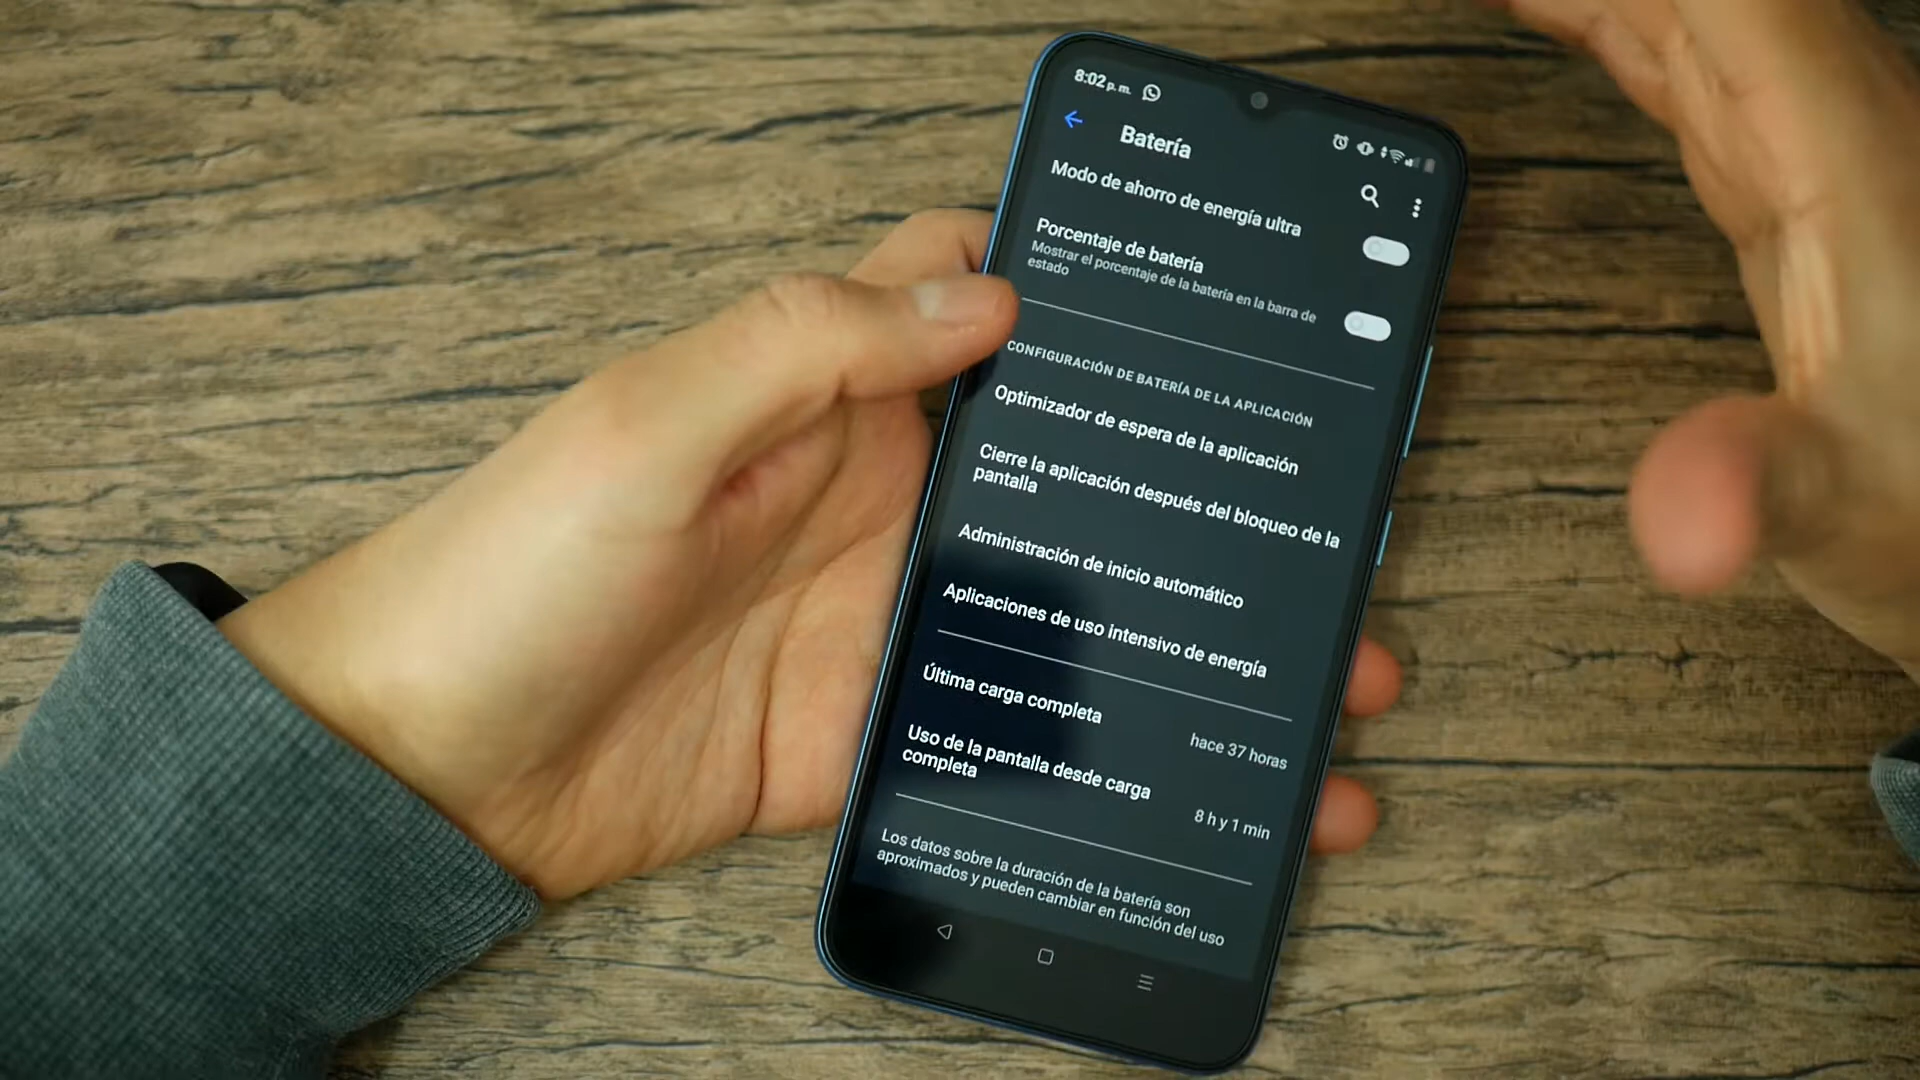 8:02 p. m.
Batería
Modo de ahorro de energía ultra
Porcentaje de batería
Mostrar el porcentaje de la batería en la barra de
estado
CONFIGURACIÓN DE BATERÍA DE LA APLICACIÓN
Optimizador de espera de la aplicación
Cierre la aplicación después del bloqueo de la
pantalla
Administración de inicio automático
Aplicaciones de uso intensivo de energía
Última carga completa
hace 37 horas
Uso de la pantalla desde carga
completa
8 h y 1 min
Los datos sobre la duración de la batería son
aproximados y pueden cambiar en función del uso